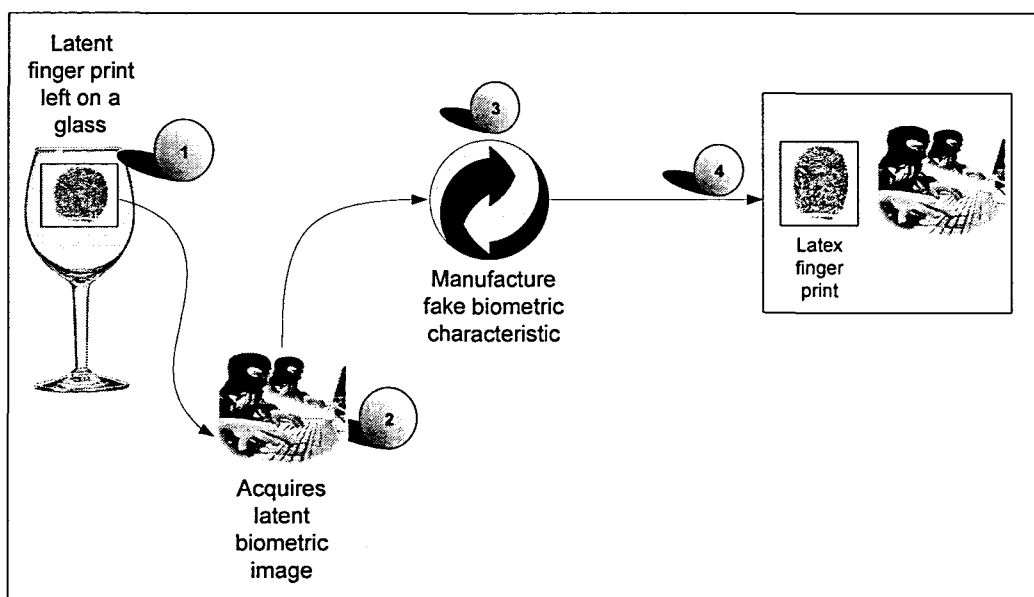 Latent
finger print
left on a
glass
1
2
Acquires
latent
biometric
image
3
Manufacture
fake biometric
characteristic
4
Latex
finger
print